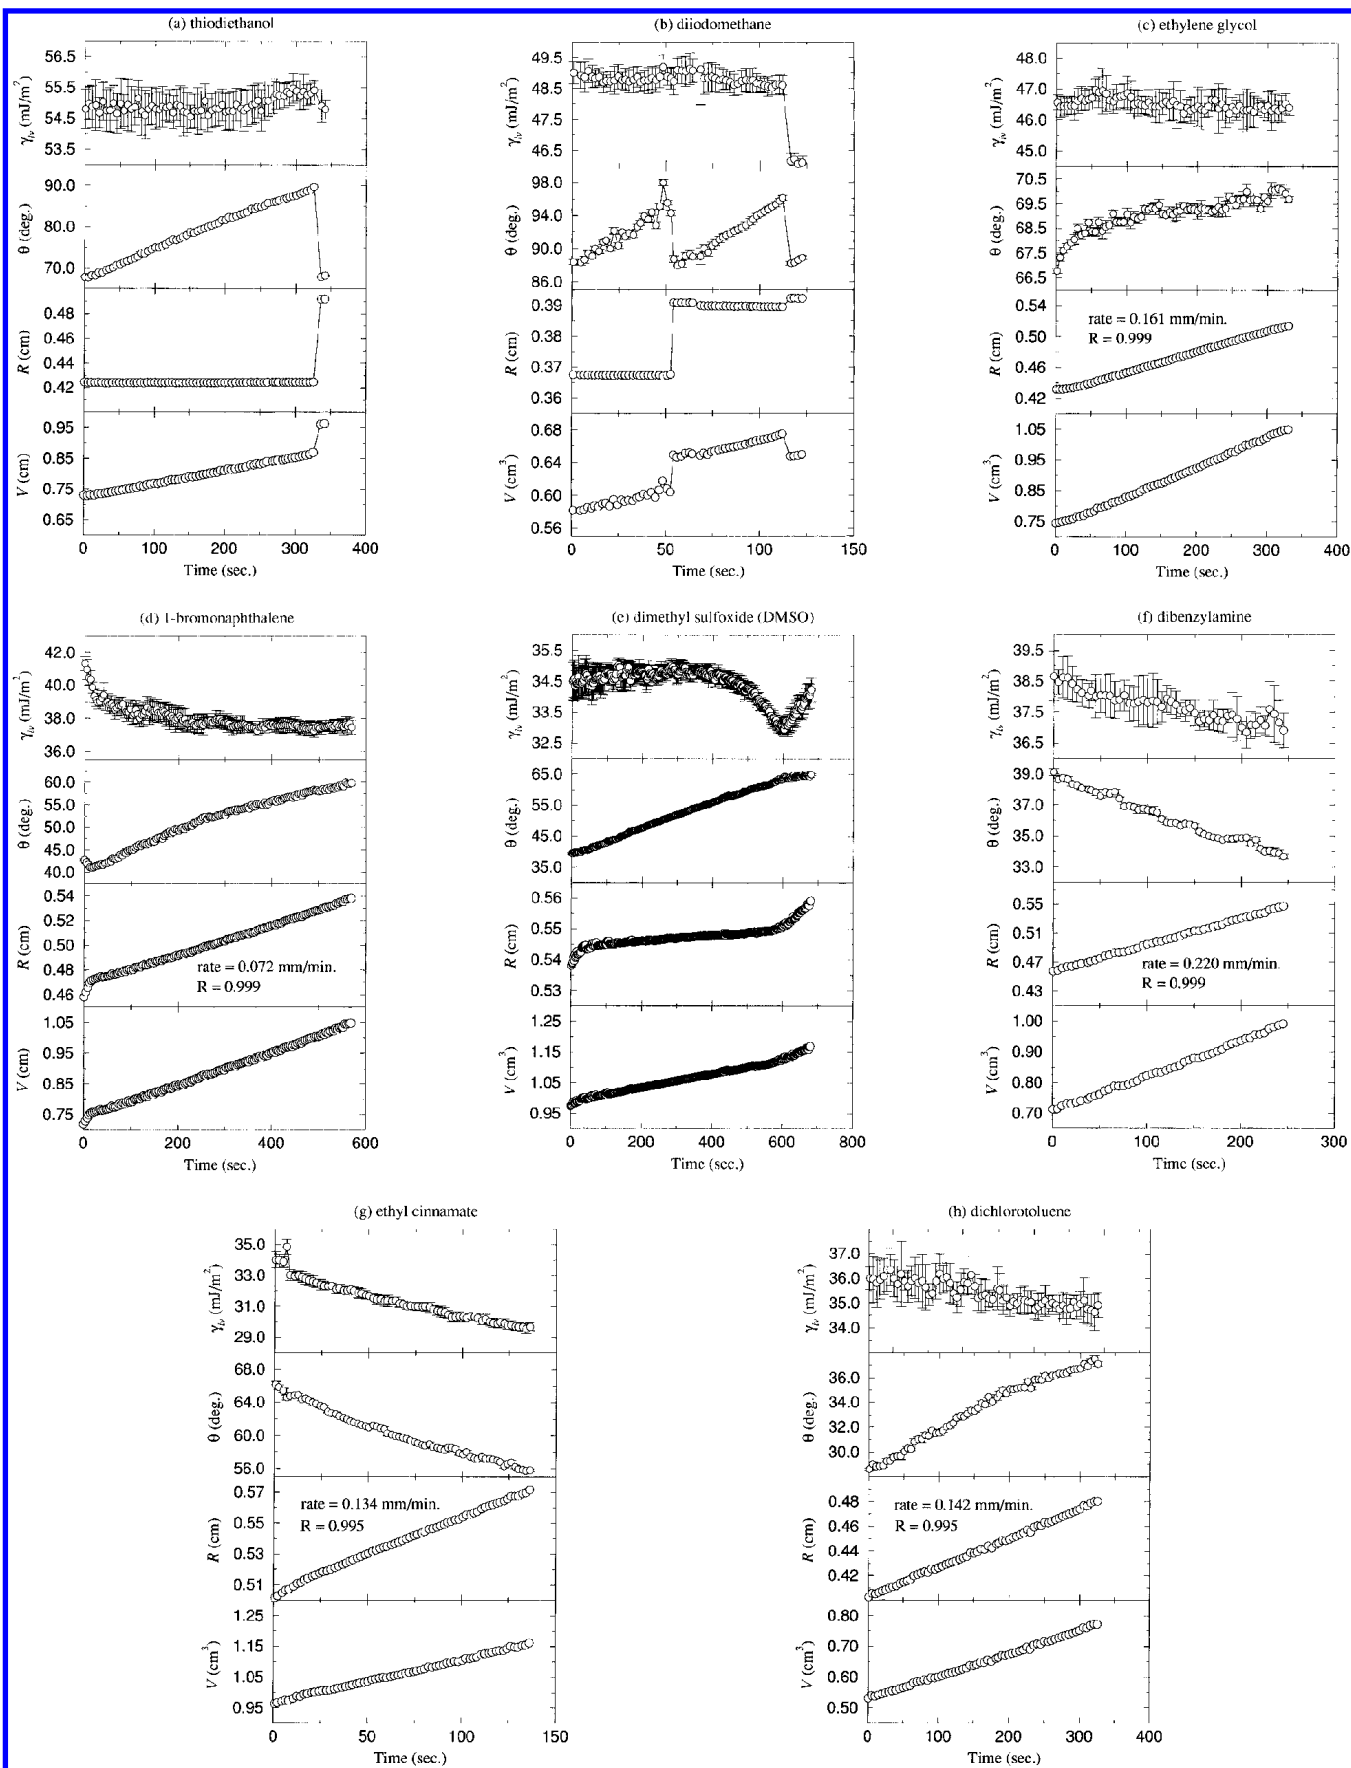 (a) thiodiethanol
56.5
55.5
54.5
53.5
γlv (mJ/m²)
90.0
80.0
70.0
θ (deg.)
0.48
0.46
0.44
0.42
R (cm)
0.95
0.85
0.75
0.65
V (cm)
0 100 200 300 400
Time (sec.)
(b) diiodomethane
49.5
48.5
47.5
46.5
γlv (mJ/m²)
98.0
94.0
90.0
86.0
θ (deg.)
0.39
0.38
0.37
0.36
R (cm)
0.68
0.64
0.60
0.56
V (cm³)
0 50 100 150
Time (sec.)
(c) ethylene glycol
48.0
47.0
46.0
45.0
γlv (mJ/m²)
70.5
69.5
68.5
67.5
66.5
θ (deg.)
0.54
0.50
0.46
0.42
R (cm)
rate = 0.161 mm/min.
R = 0.999
1.05
0.95
0.85
0.75
V (cm³)
0 100 200 300 400
Time (sec.)
(d) 1-bromonaphthalene
42.0
40.0
38.0
36.0
γlv (mJ/m²)
60.0
50.0
45.0
40.0
θ (deg.)
0.54
0.52
0.50
0.48
0.46
R (cm)
rate = 0.072 mm/min.
R = 0.999
1.05
0.95
0.85
0.75
V (cm)
0 200 400 600
Time (sec.)
(e) dimethyl sulfoxide (DMSO)
35.5
34.5
33.5
32.5
γlv (mJ/m²)
65.0
55.0
45.0
35.0
θ (deg.)
0.56
0.55
0.54
0.53
R (cm)
1.25
1.15
1.05
0.95
V (cm³)
0 200 400 600 800
Time (sec.)
(f) dibenzylamine
39.5
38.5
37.5
36.5
γlv (mJ/m²)
39.0
37.0
35.0
33.0
θ (deg.)
0.55
0.51
0.47
0.43
R (cm)
rate = 0.220 mm/min.
R = 0.999
1.00
0.90
0.80
0.70
V (cm³)
0 100 200 300
Time (sec.)
(g) ethyl cinnamate
35.0
33.0
31.0
29.0
γlv (mJ/m²)
68.0
64.0
60.0
56.0
θ (deg.)
0.57
0.55
0.53
0.51
R (cm)
rate = 0.134 mm/min.
R = 0.995
1.25
1.15
1.05
0.95
V (cm³)
0 50 100 150
Time (sec.)
(h) dichlorotoluene
37.0
36.0
35.0
34.0
γlv (mJ/m²)
36.0
34.0
32.0
30.0
θ (deg.)
0.48
0.46
0.44
0.42
R (cm)
rate = 0.142 mm/min.
R = 0.995
0.80
0.70
0.60
0.50
V (cm³)
0 100 200 300 400
Time (sec.)